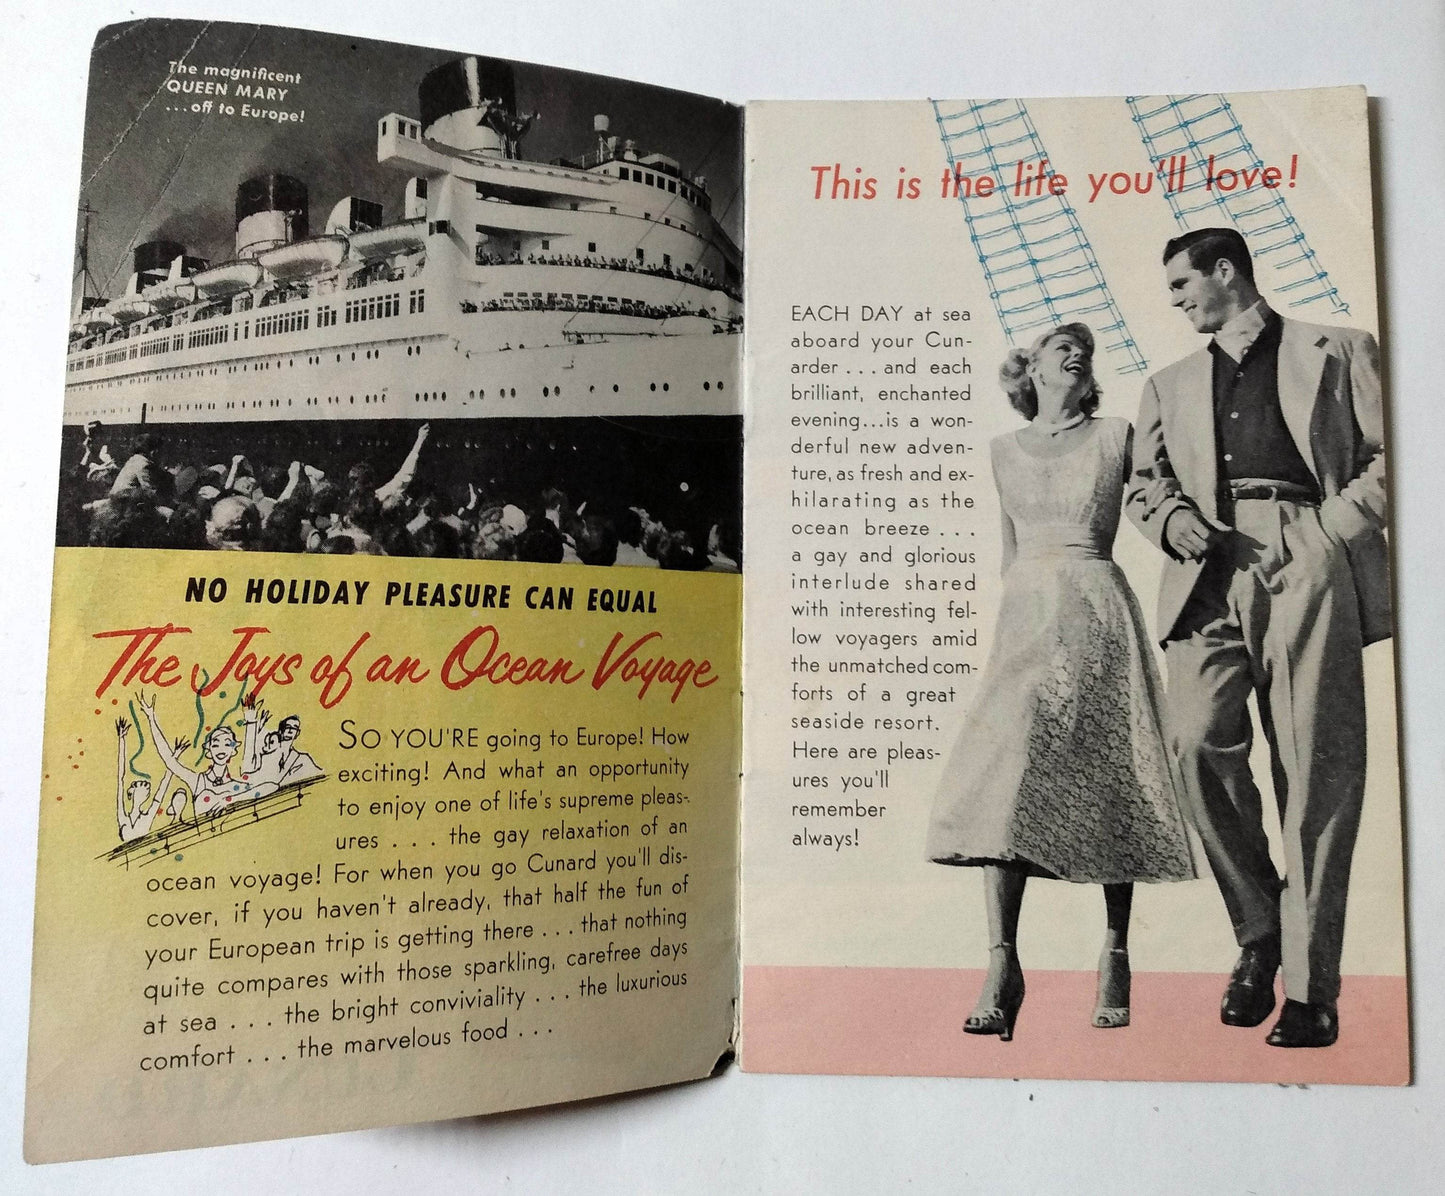 The magnificent
QUEEN MARY
...off to Europe!
NO HOLIDAY PLEASURE CAN EQUAL
The Joys of an Ocean Voyage
SO YOU'RE going to Europe! How
exciting! And what an opportunity
to enjoy one of life's supreme pleas-
ures . . . the gay relaxation of an
ocean voyage! For when you go Cunard you'll dis-
cover, if you haven't already, that half the fun of
your European trip is getting there . . . that nothing
quite compares with those sparkling, carefree days
at sea . . . the bright conviviality . . . the luxurious
comfort . . . the marvelous food . . .
This is the life you'll love!
EACH DAY at sea
aboard your Cun-
arder . . . and each
brilliant, enchanted
evening...is a won-
derful new adven-
ture, as fresh and ex-
hilarating as the
ocean breeze . . .
a gay and glorious
interlude shared
with interesting fel-
low voyagers amid
the unmatched com-
forts of a great
seaside resort.
Here are pleas-
ures you'll
remember
always!